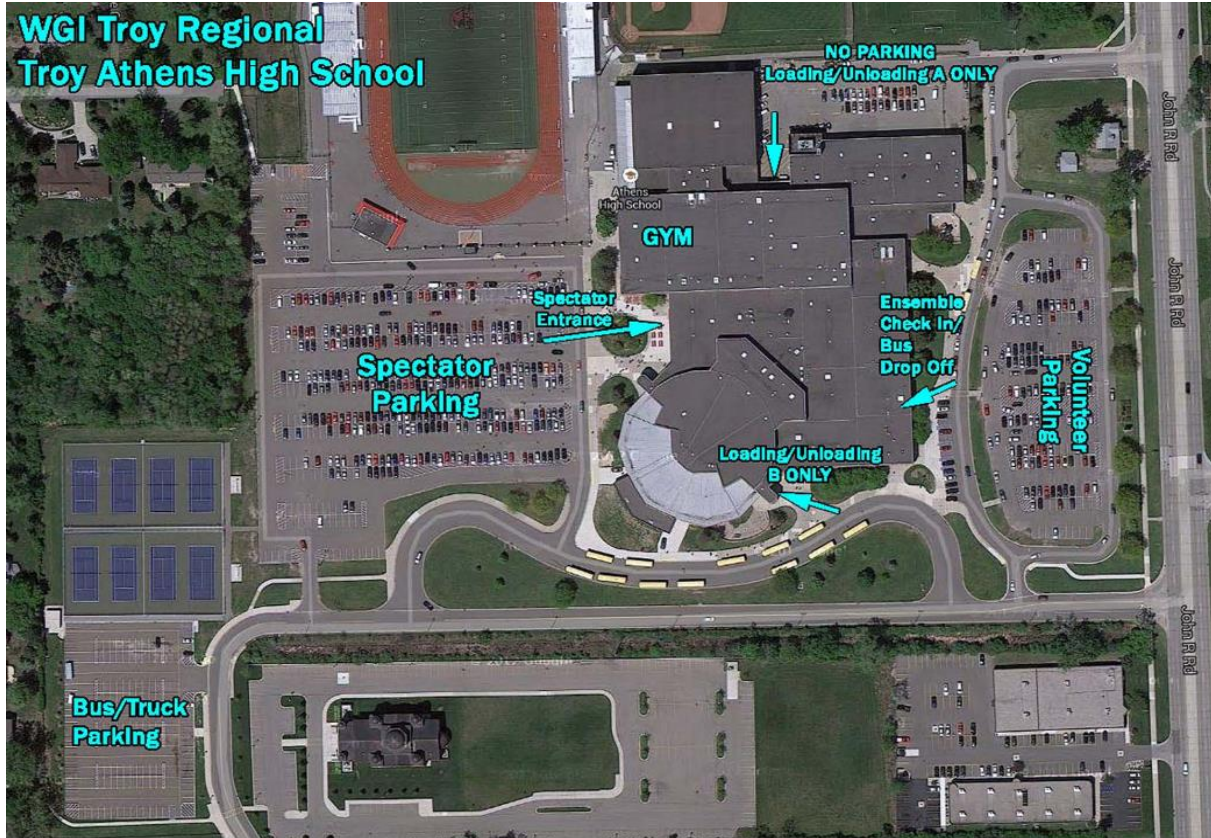 WGI Troy Regional
Troy Athens High School
NO PARKING
Loading/Unloading A ONLY
John R Rd
Athens
High School
GYM
John R Rd
Spectator
Entrance
Ensemble
Check In/
Bus
Drop Off
Spectator
Parking
Volunteer
Parking
Loading/Unloading
B ONLY
John R Rd
Bus/Truck
Parking